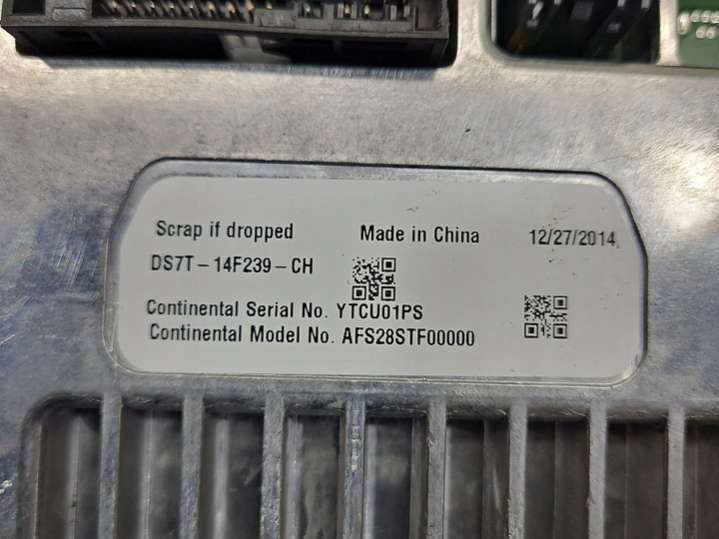 Scrap if dropped Made in China 12/27/2014
DS7T-14F239-CH
Continental Serial No. YTCU01PS
Continental Model No. AFS28STF00000